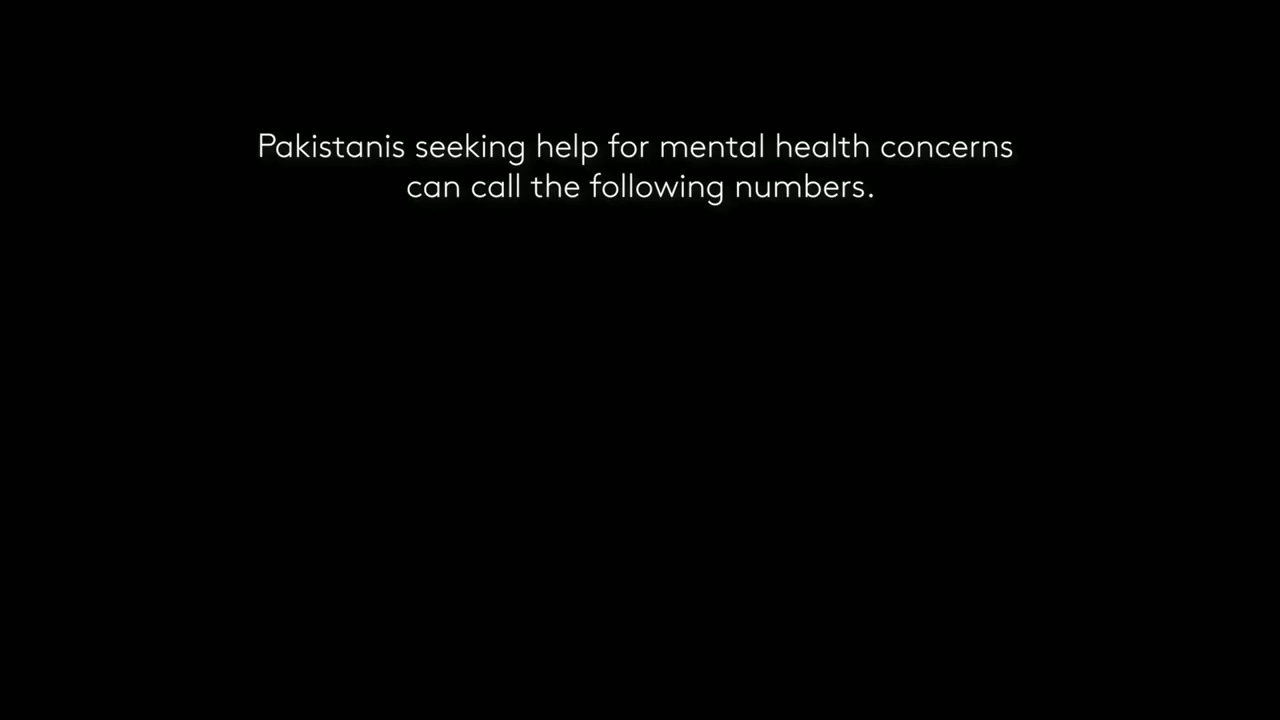 Pakistanis seeking help for mental health concerns
can call the following numbers.